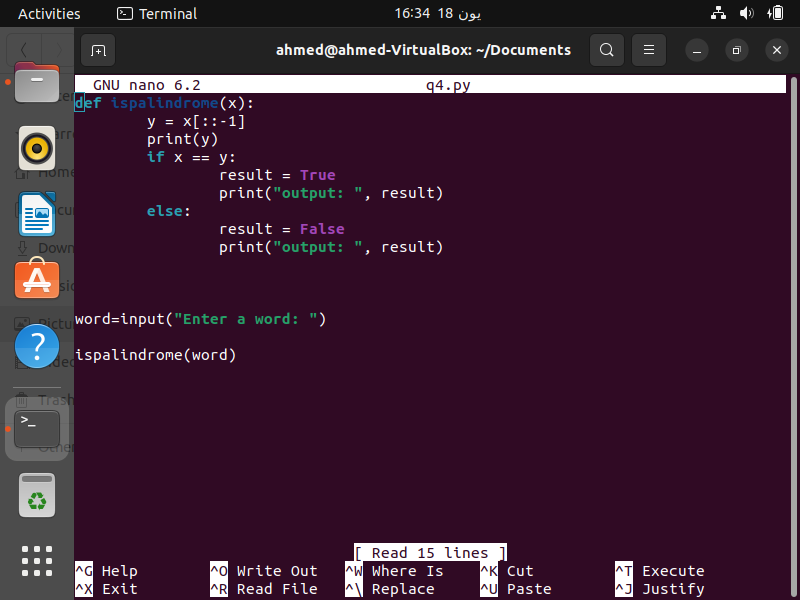 Activities
Terminal
16:34 18 يون
ahmed@ahmed-VirtualBox: ~/Documents
GNU nano 6.2 q4.py
def ispalindrome(x):
y = x[::-1]
print(y)
if x == y:
result = True
print("output: ", result)
else:
result = False
print("output: ", result)
word=input("Enter a word: ")
ispalindrome(word)
[ Read 15 lines ]
^G Help ^O Write Out ^W Where Is ^K Cut ^T Execute
^X Exit ^R Read File ^\ Replace ^U Paste ^J Justify